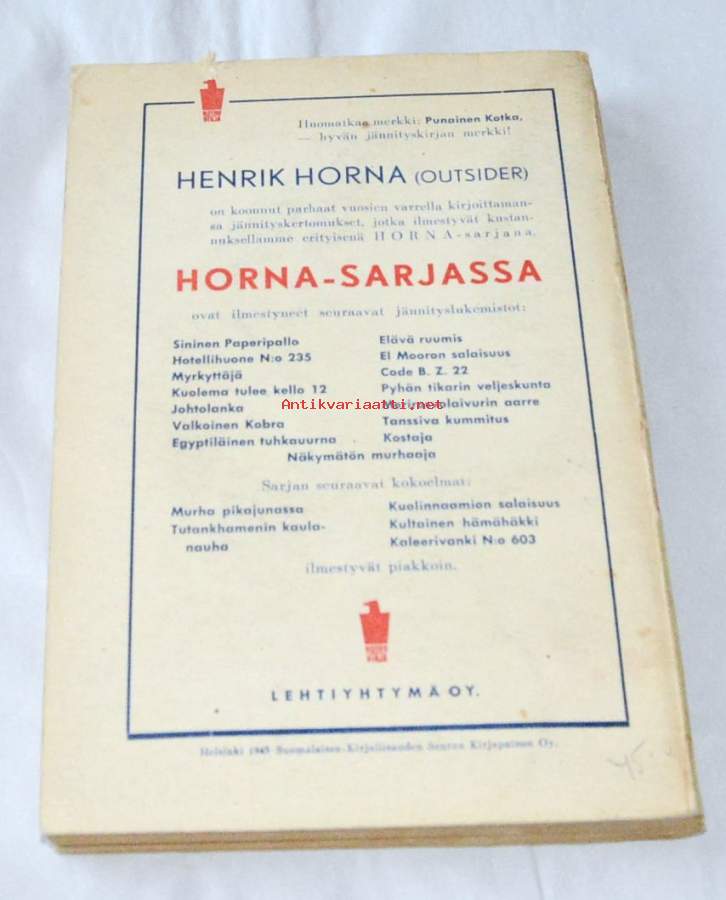 Huomatkaa merkki: Punainen Kotka,
— hyvän jännityskirjan merkki!
HENRIK HORNA (OUTSIDER)
on koonnut parhaat vuosien varrella kirjoittaman-
sa jännityskertomukset, jotka ilmestyvät kustan-
nuksellamme erityisenä HORNA-sarjana.
HORNA-SARJASSA
ovat ilmestyneet seuraavat jännityslukemistot:
Sininen Paperipallo
Hotellihuone N:o 235
Myrkyttäjä
Kuolema tulee kello 12
Johtolanka
Valkoinen Kobra
Egyptiläinen tuhkauurna
Elävä ruumis
El Mooron salaisuus
Code B. Z. 22
Pyhän tikarin veljeskunta
aarre
Tanssiva kummitus
Kostaja
Näkymätön murhaaja
Antikvariaatti.net
Sarjan seuraavat kokoelmat:
Murha pikajunassa
Tutankhamenin kaula-
nauha
Kuolinnaamion salaisuus
Kultainen hämähäkki
Kaleerivanki N:o 603
ilmestyvät piakkoin.
LEHTIYHTYMÄ OY.
Helsinki 1945 Suomalaisen Kirjallisuuden Seuran Kirjapainon Oy.
45